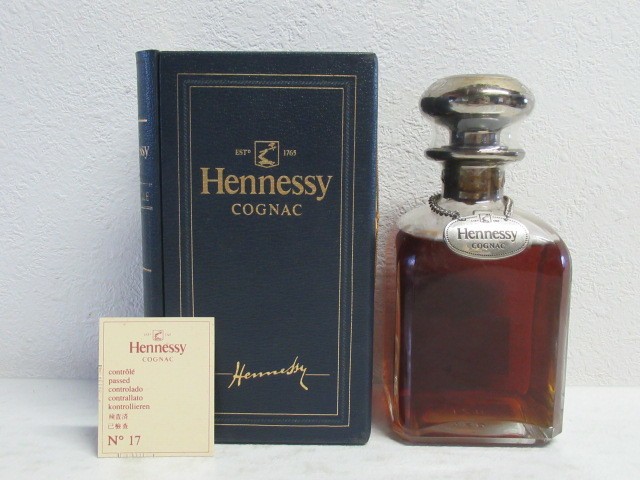 ESTD 1765
Hennessy
COGNAC
Hennessy
Hennessy
COGNAC
Hennessy
COGNAC
contrôlé
passed
controlado
contrallato
kontrollieren
検査済
已檢查
N° 17